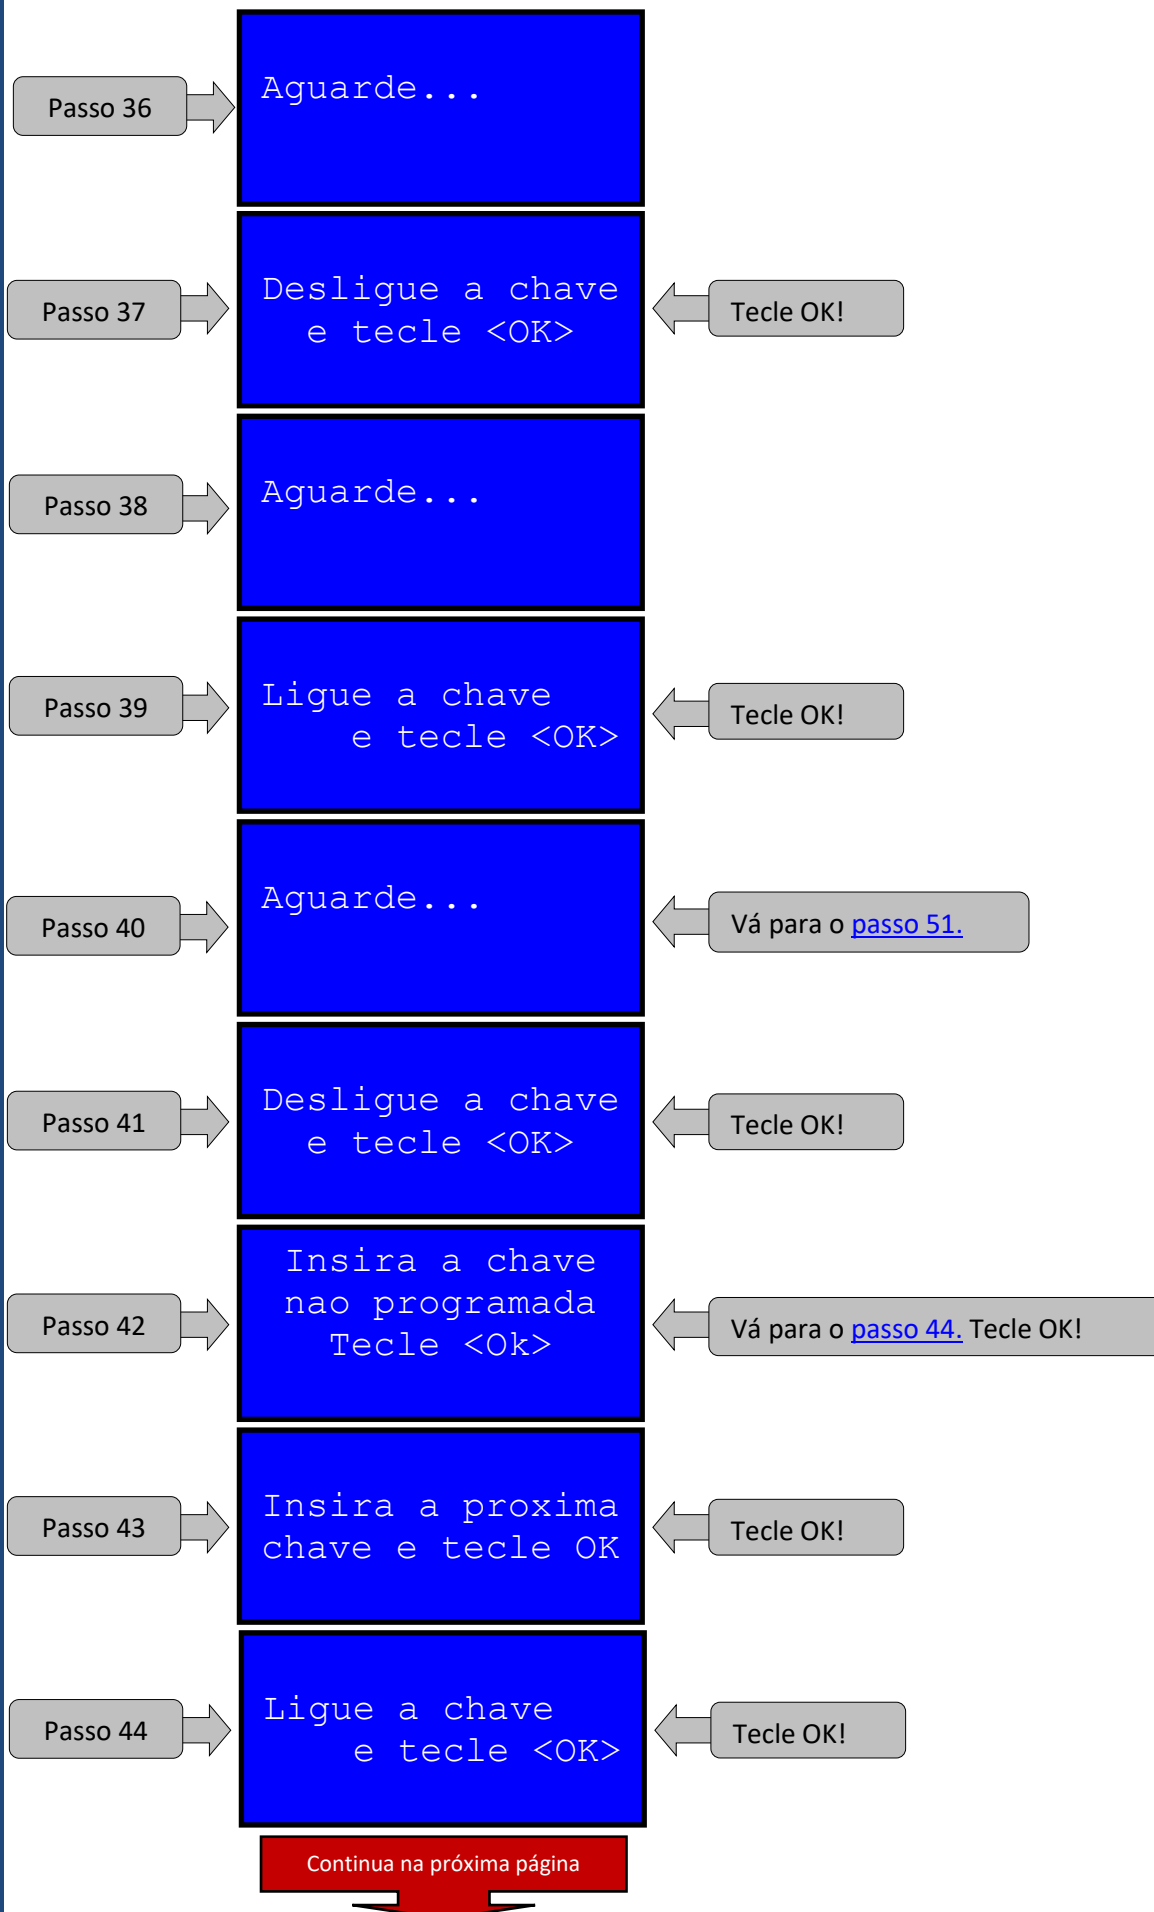 Passo 36
Aguarde...
Passo 37
Desligue a chave
e tecle <OK>
Tecle OK!
Passo 38
Aguarde...
Passo 39
Ligue a chave
e tecle <OK>
Tecle OK!
Passo 40
Aguarde...
Vá para o passo 51.
Passo 41
Desligue a chave
e tecle <OK>
Tecle OK!
Passo 42
Insira a chave
nao programada
Tecle <Ok>
Vá para o passo 44. Tecle OK!
Passo 43
Insira a proxima
chave e tecle OK
Tecle OK!
Passo 44
Ligue a chave
e tecle <OK>
Tecle OK!
Continua na próxima página